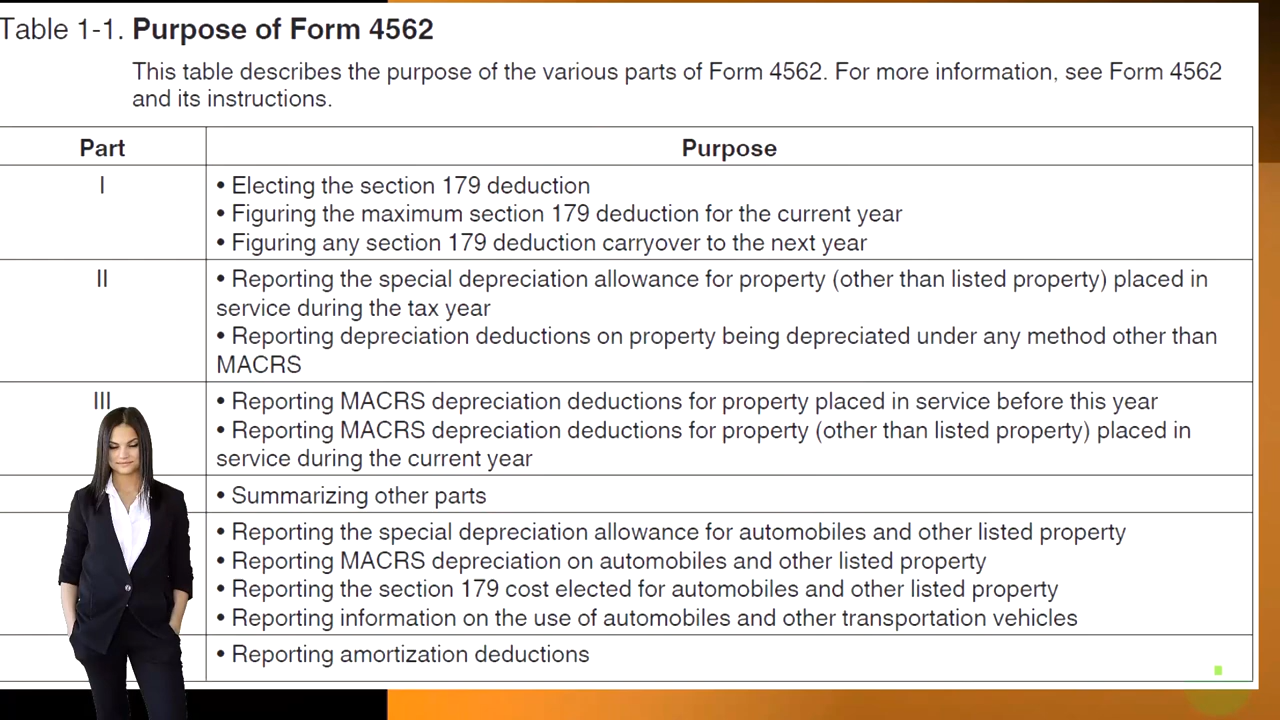 Table 1-1. Purpose of Form 4562
This table describes the purpose of the various parts of Form 4562. For more information, see Form 4562
and its instructions.
Part Purpose
I • Electing the section 179 deduction
• Figuring the maximum section 179 deduction for the current year
• Figuring any section 179 deduction carryover to the next year
II • Reporting the special depreciation allowance for property (other than listed property) placed in
service during the tax year
• Reporting depreciation deductions on property being depreciated under any method other than
MACRS
III • Reporting MACRS depreciation deductions for property placed in service before this year
• Reporting MACRS depreciation deductions for property (other than listed property) placed in
service during the current year
• Summarizing other parts
• Reporting the special depreciation allowance for automobiles and other listed property
• Reporting MACRS depreciation on automobiles and other listed property
• Reporting the section 179 cost elected for automobiles and other listed property
• Reporting information on the use of automobiles and other transportation vehicles
• Reporting amortization deductions